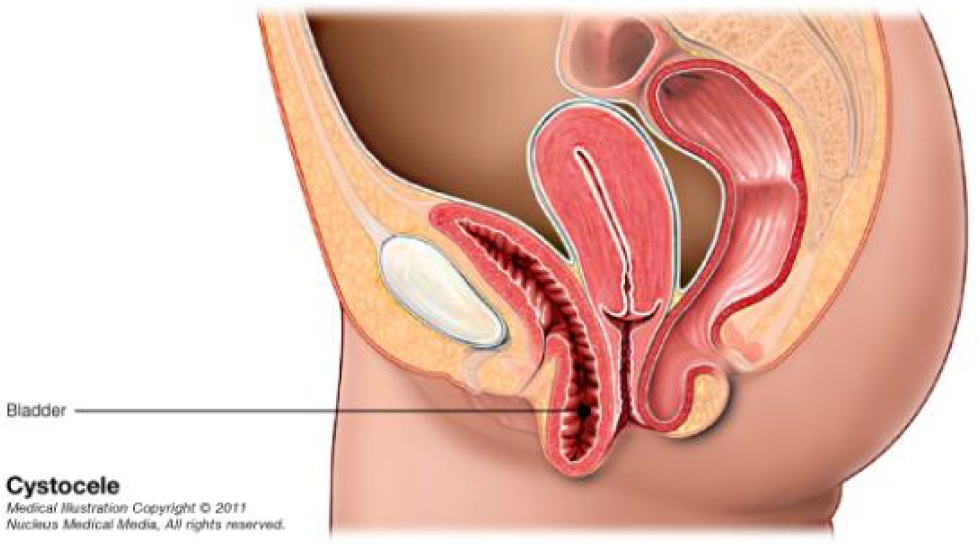 Bladder
Cystocele
Medical Illustration Copyright © 2011
Nucleus Medical Media, All rights reserved.